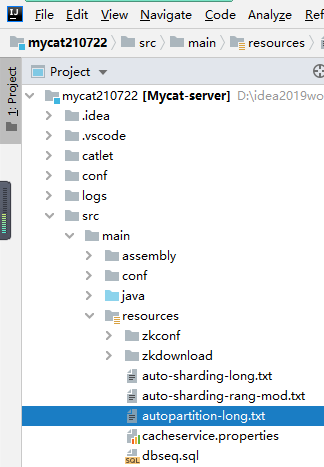 IJ File Edit View Navigate Code Analyze Ref
mycat210722 src main resources
1: Project
Project
mycat210722 [Mycat-server] D:\idea2019wo
.idea
.vscode
catlet
conf
logs
src
main
assembly
conf
java
resources
zkconf
zkdownload
auto-sharding-long.txt
auto-sharding-rang-mod.txt
autopartition-long.txt
cacheservice.properties
SQL dbseq.sql